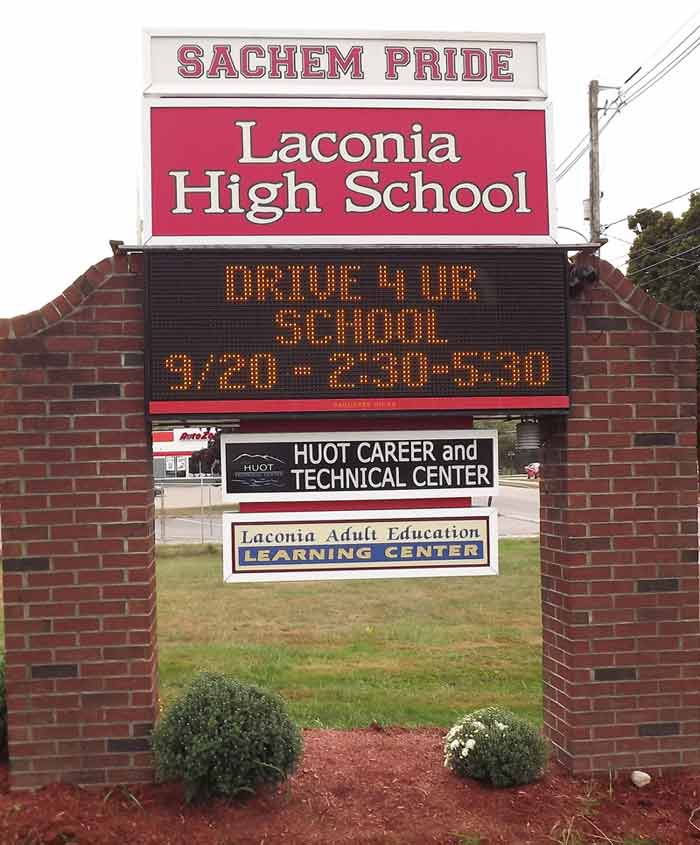 SACHEM PRIDE
Laconia
High School
DRIVE 4 UR
SCHOOL
9/20 - 2:30-5:30
AutoZo
HUOT
HUOT CAREER and
TECHNICAL CENTER
Laconia Adult Education
LEARNING CENTER